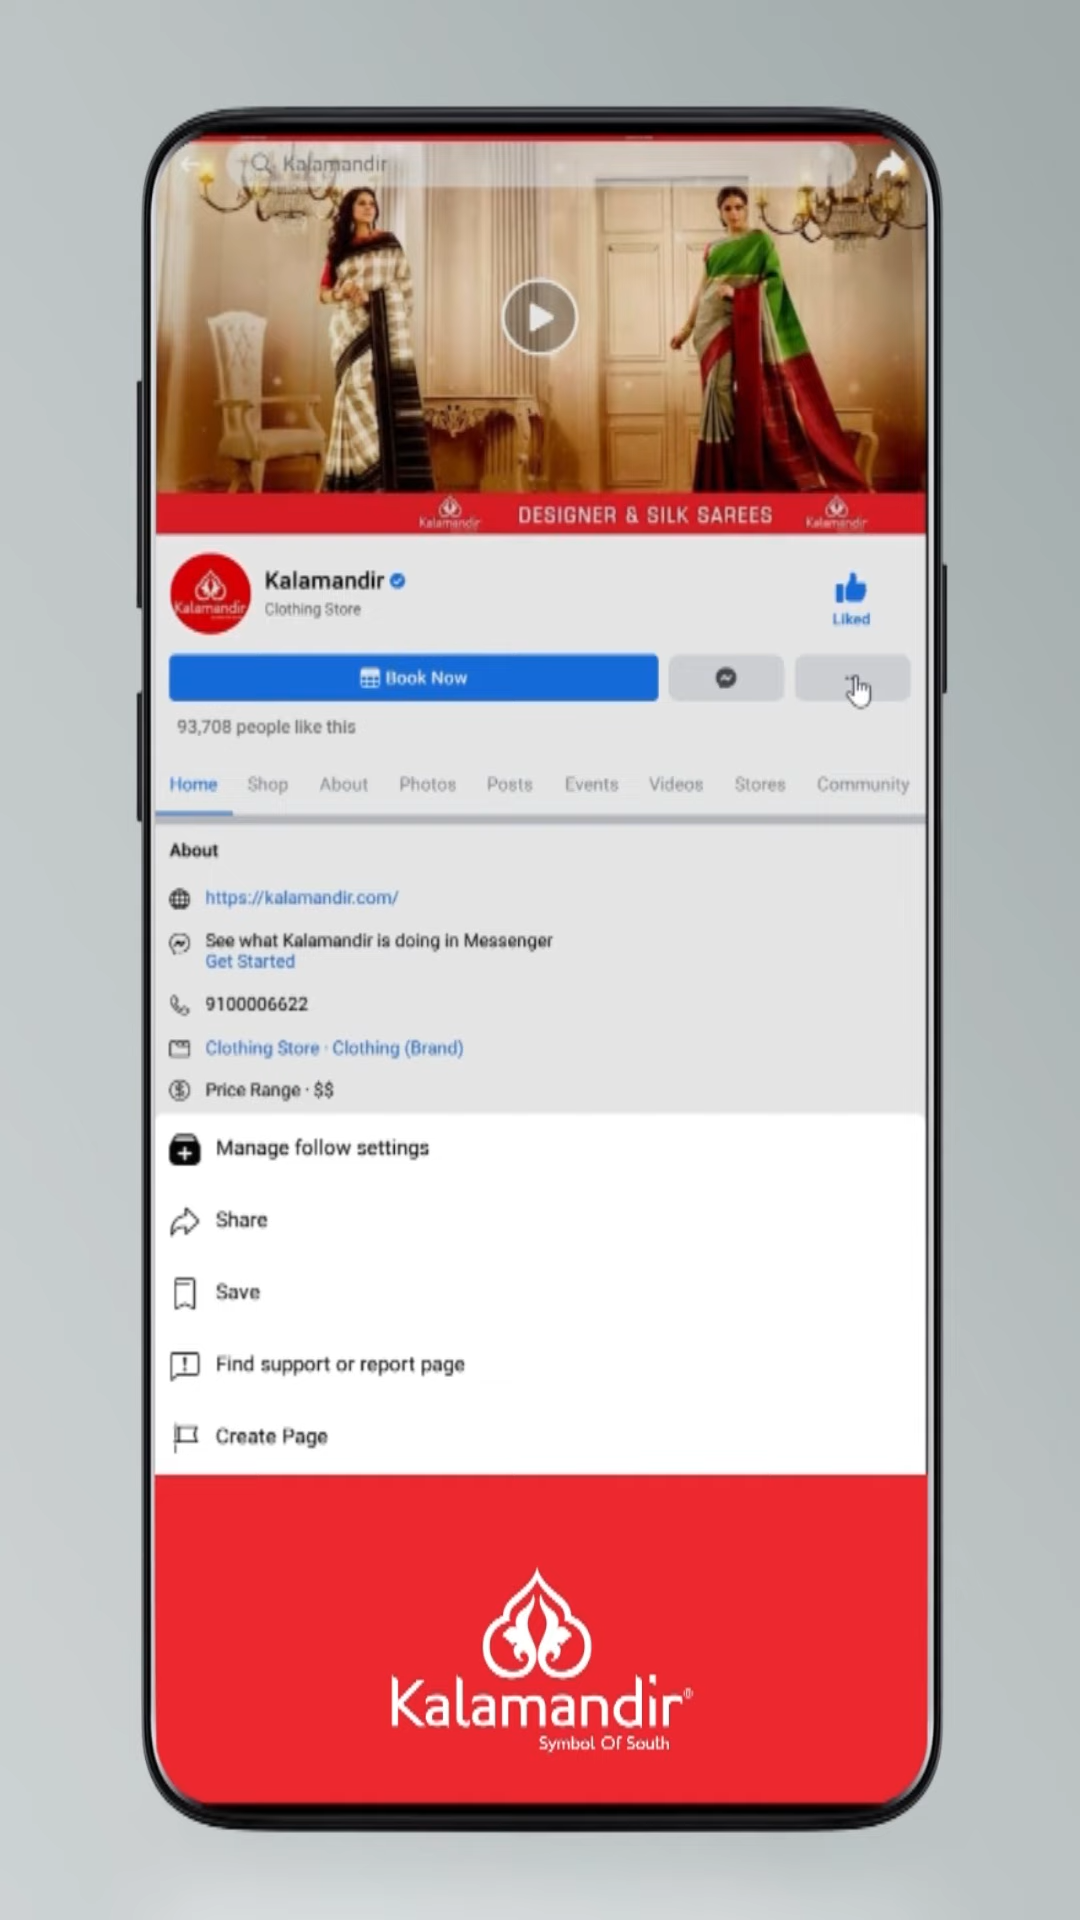 Kalamandir
Kalamandir
DESIGNER & SILK SAREES
Kalamandir
Kalamandir
Kalamandir
Clothing Store
Liked
Book Now
93,708 people like this
Home
Shop
About
Photos
Posts
Events
Videos
Stores
Community
About
https://kalamandir.com/
See what Kalamandir is doing in Messenger
Get Started
9100006622
Clothing Store · Clothing (Brand)
Price Range · $$
Manage follow settings
Share
Save
Find support or report page
Create Page
Kalamandir®
Symbol Of South